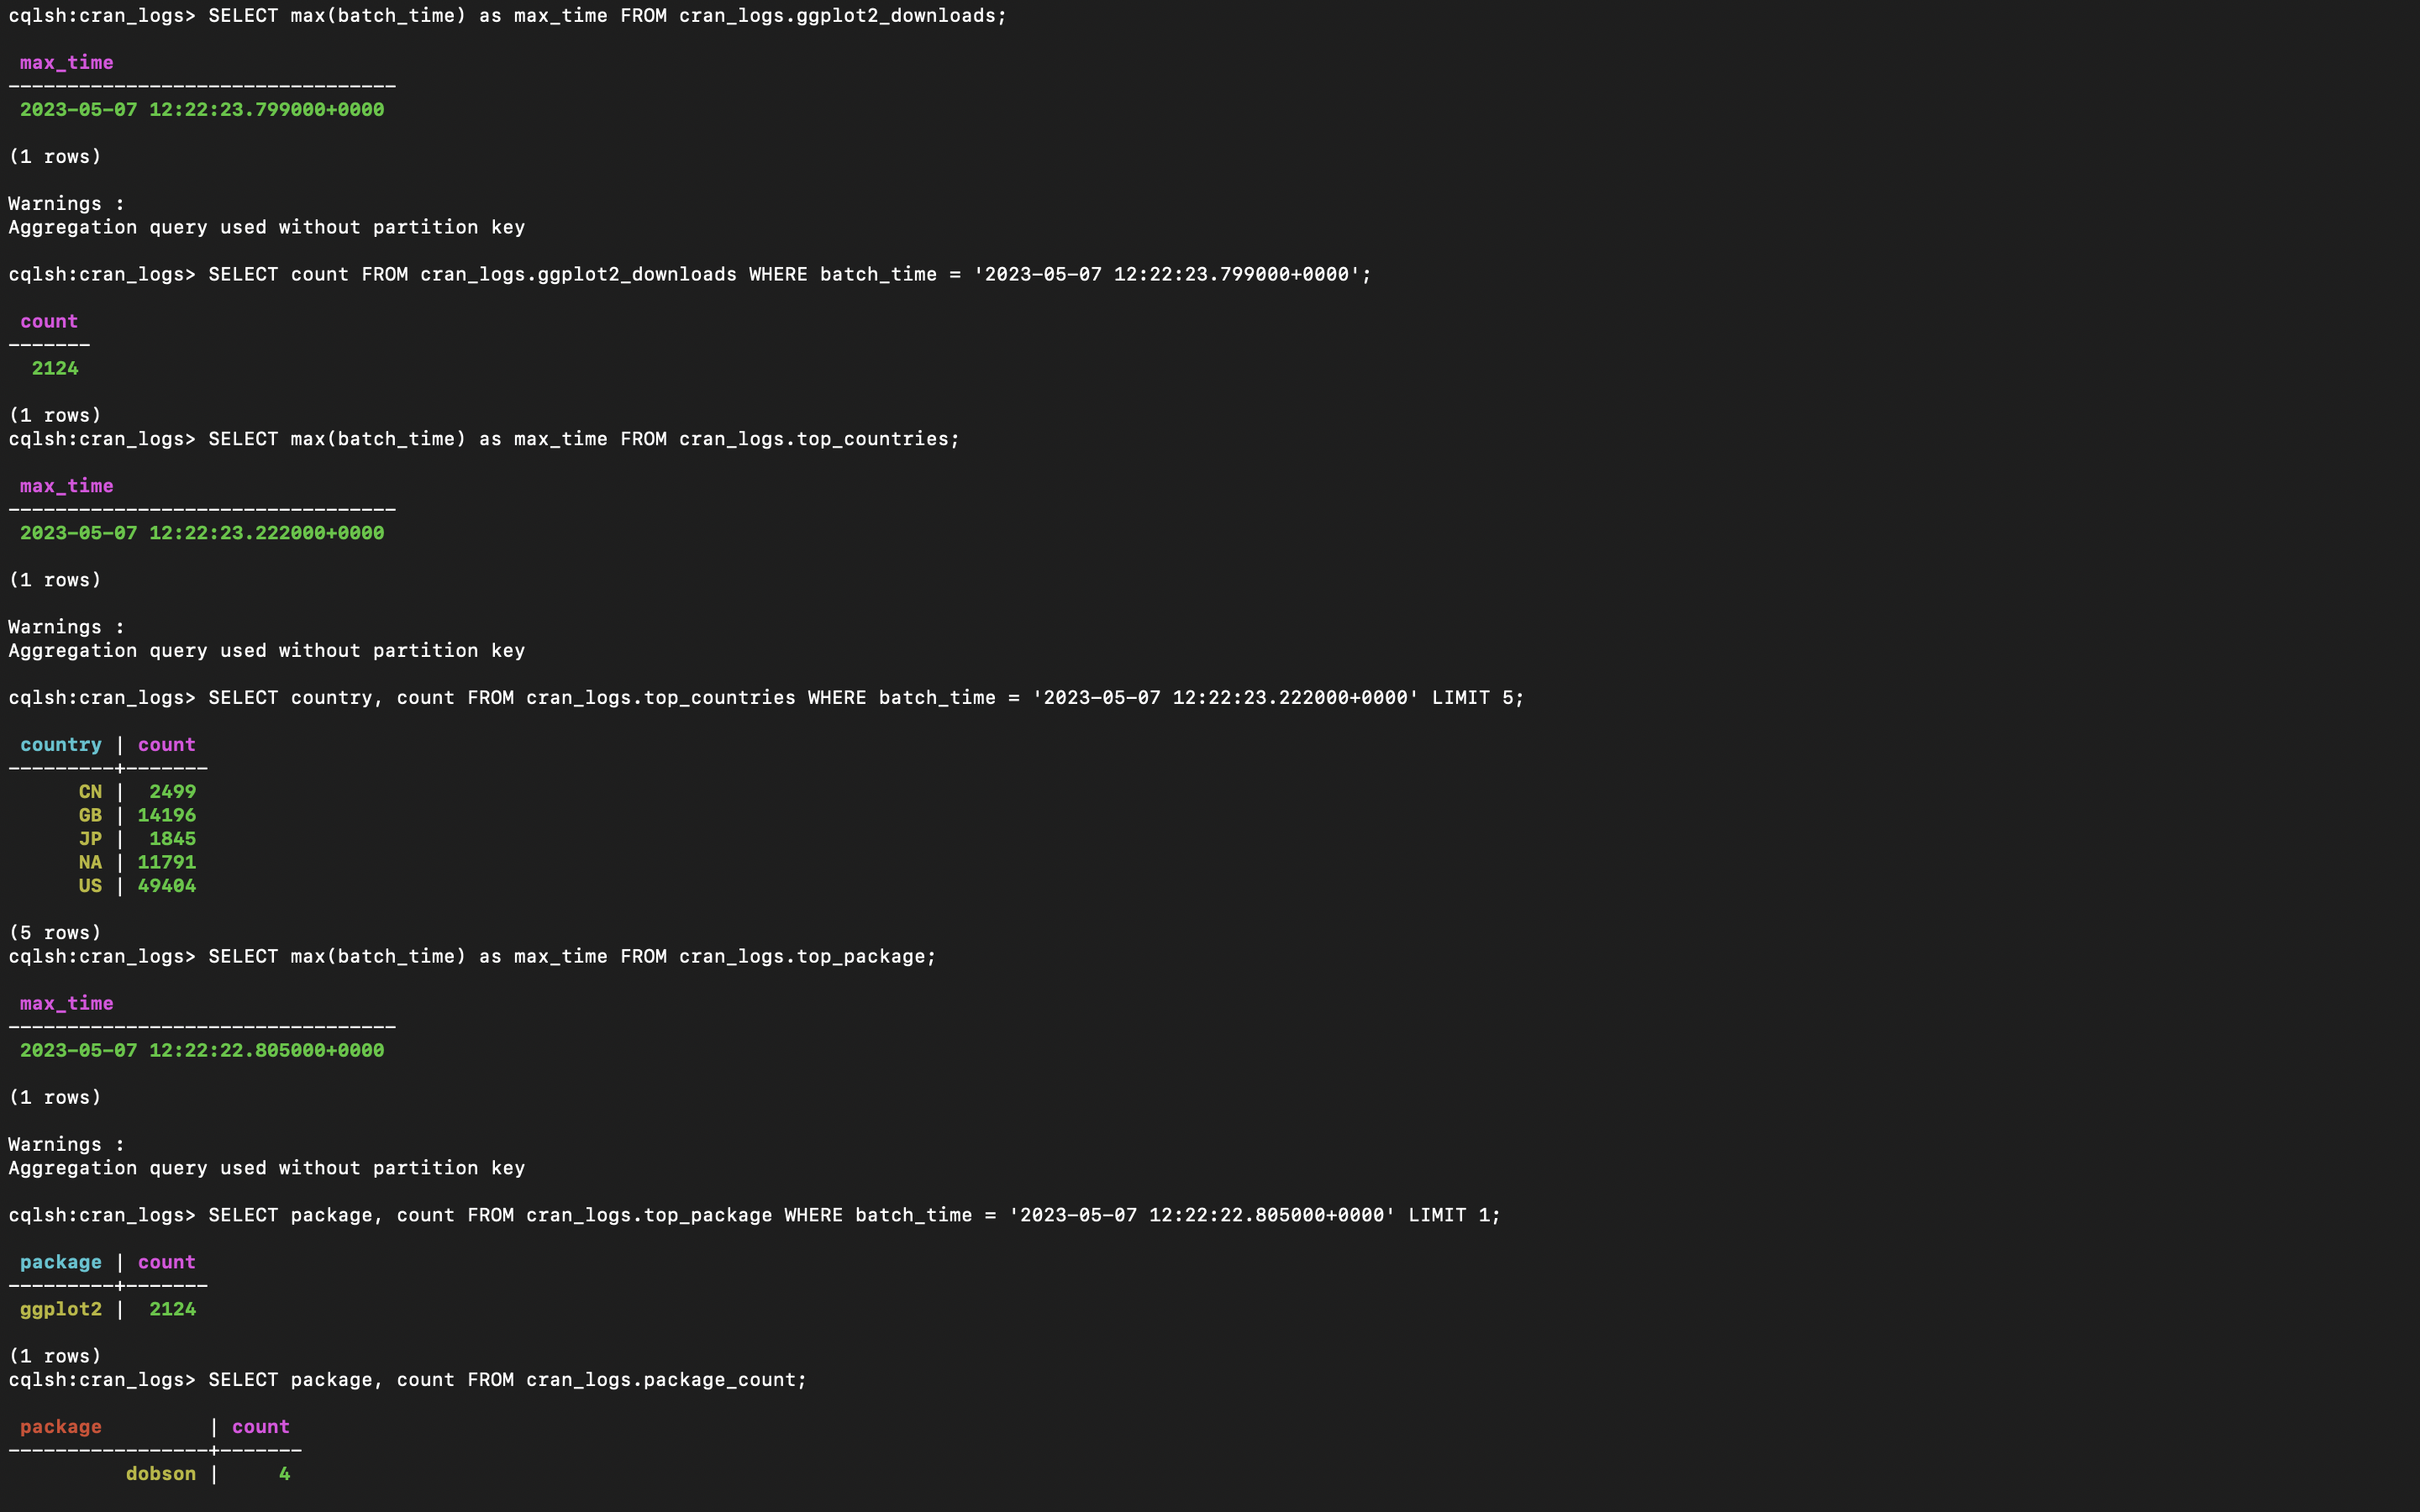 cqlsh:cran_logs> SELECT max(batch_time) as max_time FROM cran_logs.ggplot2_downloads;
max_time
---------------------------------
2023-05-07 12:22:23.799000+0000
(1 rows)
Warnings :
Aggregation query used without partition key
cqlsh:cran_logs> SELECT count FROM cran_logs.ggplot2_downloads WHERE batch_time = '2023-05-07 12:22:23.799000+0000';
count
-------
2124
(1 rows)
cqlsh:cran_logs> SELECT max(batch_time) as max_time FROM cran_logs.top_countries;
max_time
---------------------------------
2023-05-07 12:22:23.222000+0000
(1 rows)
Warnings :
Aggregation query used without partition key
cqlsh:cran_logs> SELECT country, count FROM cran_logs.top_countries WHERE batch_time = '2023-05-07 12:22:23.222000+0000' LIMIT 5;
country | count
---------+-------
CN | 2499
GB | 14196
JP | 1845
NA | 11791
US | 49404
(5 rows)
cqlsh:cran_logs> SELECT max(batch_time) as max_time FROM cran_logs.top_package;
max_time
---------------------------------
2023-05-07 12:22:22.805000+0000
(1 rows)
Warnings :
Aggregation query used without partition key
cqlsh:cran_logs> SELECT package, count FROM cran_logs.top_package WHERE batch_time = '2023-05-07 12:22:22.805000+0000' LIMIT 1;
package | count
---------+-------
ggplot2 | 2124
(1 rows)
cqlsh:cran_logs> SELECT package, count FROM cran_logs.package_count;
package | count
-----------------+-------
dobson | 4